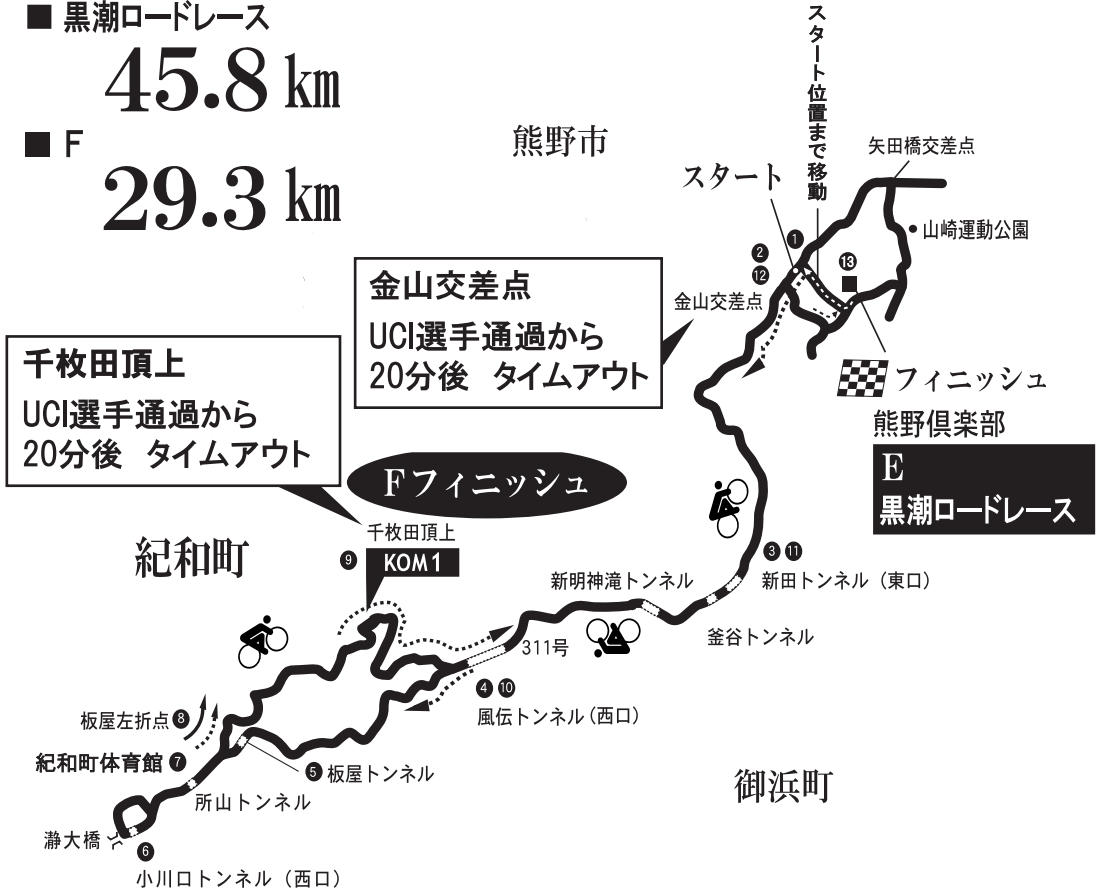 ■ 黒潮ロードレース
45.8 km
■ F
29.3 km
熊野市
スタート位置まで移動
矢田橋交差点
スタート
山崎運動公園
①
②
⑫
⑬
金山交差点
金山交差点
UCI選手通過から
20分後　タイムアウト
千枚田頂上
UCI選手通過から
20分後　タイムアウト
フィニッシュ
熊野倶楽部
E
黒潮ロードレース
Fフィニッシュ
千枚田頂上
⑨ KOM1
紀和町
③⑪
新田トンネル（東口）
新明神滝トンネル
釜谷トンネル
311号
④⑩
風伝トンネル（西口）
板屋左折点⑧
紀和町体育館⑦
⑤板屋トンネル
所山トンネル
御浜町
瀞大橋
⑥
小川口トンネル（西口）